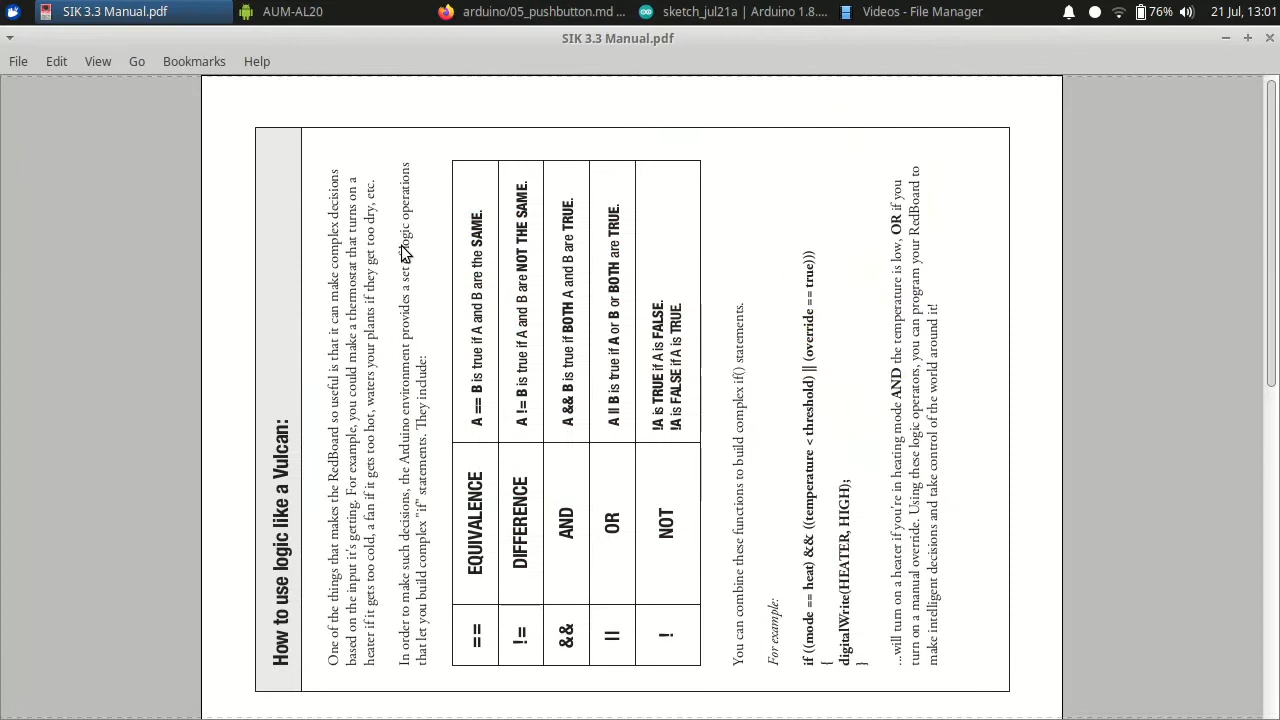 SIK 3.3 Manual.pdf
AUM-AL20
arduino/05_pushbutton.md ...
sketch_jul21a | Arduino 1.8....
Videos - File Manager
76%
21 Jul, 13:01
SIK 3.3 Manual.pdf
File Edit View Go Bookmarks Help
How to use logic like a Vulcan:
One of the things that makes the RedBoard so useful is that it can make complex decisions
based on the input it's getting. For example, you could make a thermostat that turns on a
heater if it gets too cold, a fan if it gets too hot, waters your plants if they get too dry, etc.
In order to make such decisions, the Arduino environment provides a set of logic operations
that let you build complex "if" statements. They include:
== EQUIVALENCE A == B is true if A and B are the SAME.
!= DIFFERENCE A != B is true if A and B are NOT THE SAME.
&& AND A && B is true if BOTH A and B are TRUE.
|| OR A || B is true if A or B or BOTH are TRUE.
! NOT !A is TRUE if A is FALSE.
!A is FALSE if A is TRUE.
You can combine these functions to build complex if() statements.
For example:
if ((mode == heat) && ((temperature < threshold) || (override == true)))
{
digitalWrite(HEATER, HIGH);
}
...will turn on a heater if you're in heating mode AND the temperature is low, OR if you
turn on a manual override. Using these logic operators, you can program your RedBoard to
make intelligent decisions and take control of the world around it!